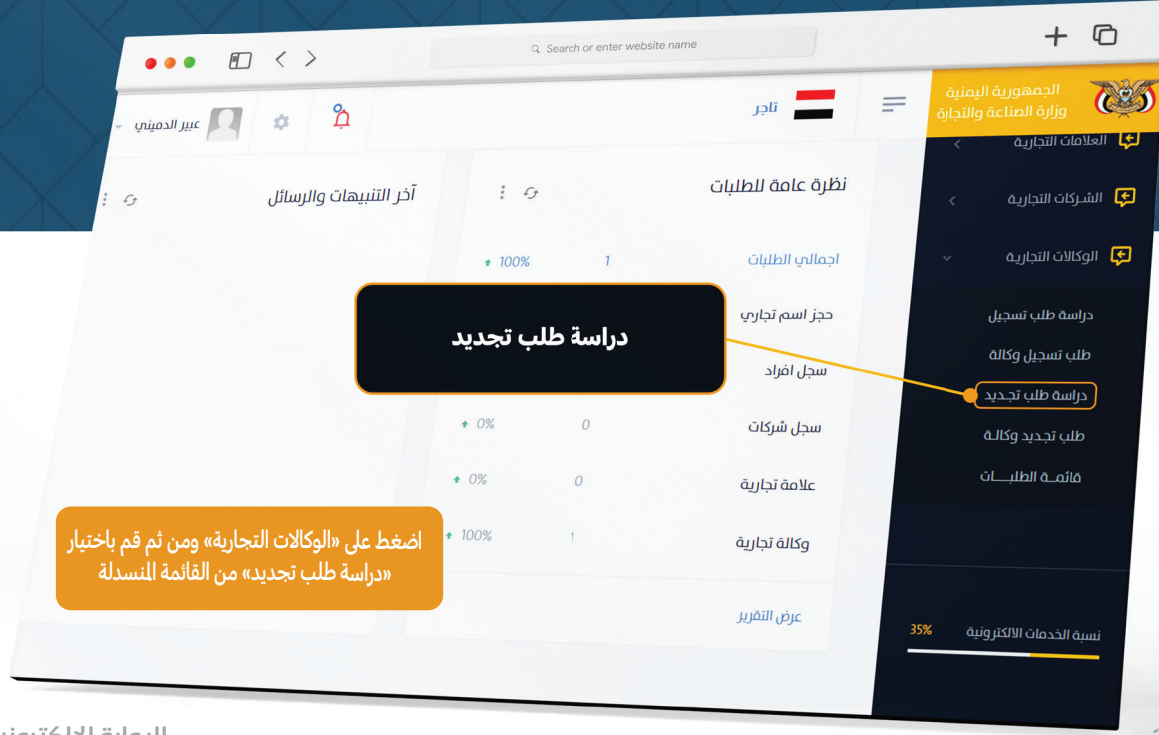 Search or enter website name
الجمهورية اليمنية
وزارة الصناعة والتجارة
تاجر
عبير الدميني
العلامات التجارية
الشركات التجارية
الوكالات التجارية
دراسة طلب تسجيل
طلب تسجيل وكالة
دراسة طلب تجديد
طلب تجديد وكالة
قائمـة الطلبـــات
نسبة الخدمات الالكترونية 35%
نظرة عامة للطلبات
اجمالي الطلبات 1 100%
حجز اسم تجاري
سجل افراد
سجل شركات 0 0%
علامة تجارية 0 0%
وكالة تجارية 1 100%
عرض التقرير
آخر التنبيهات والرسائل
دراسة طلب تجديد
اضغط على «الوكالات التجارية» ومن ثم قم باختيار
«دراسة طلب تجديد» من القائمة المنسدلة